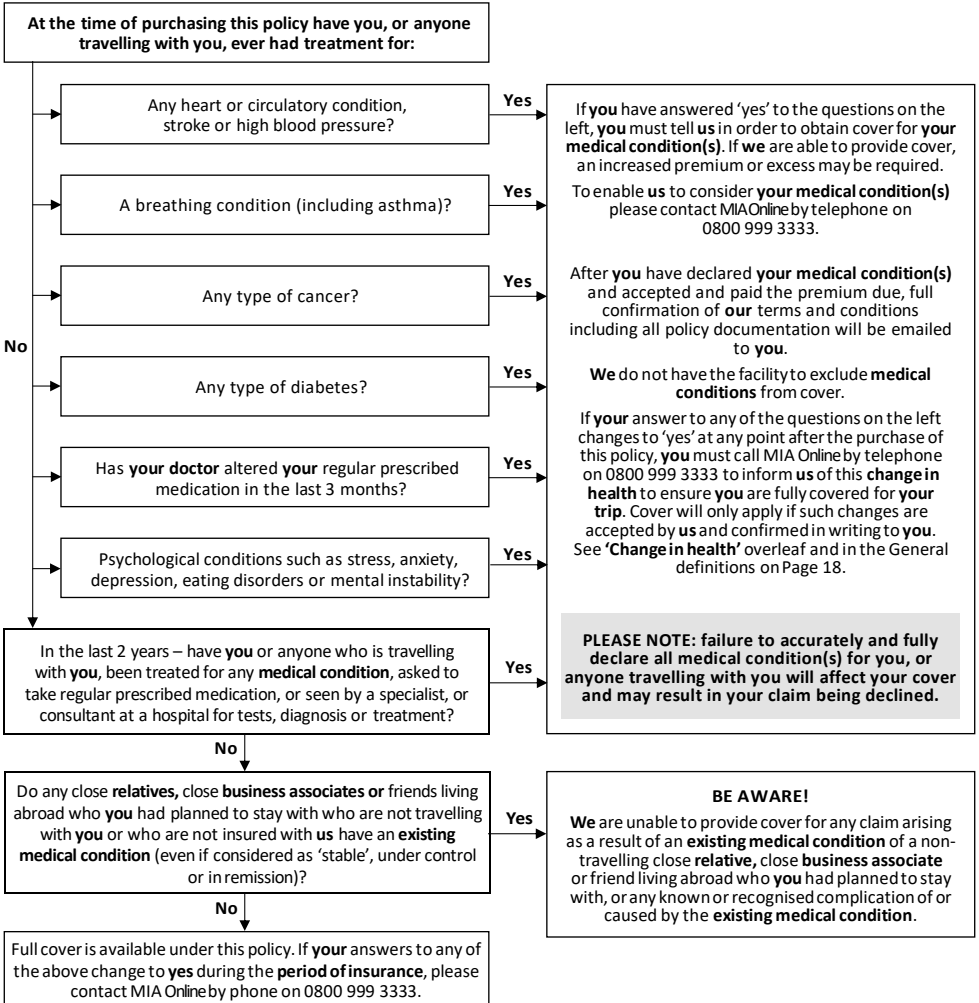 At the time of purchasing this policy have you, or anyone
travelling with you, ever had treatment for:
Any heart or circulatory condition,
stroke or high blood pressure?
Yes
A breathing condition (including asthma)?
Yes
Any type of cancer?
Yes
No
Any type of diabetes?
Yes
Has your doctor altered your regular prescribed
medication in the last 3 months?
Yes
Psychological conditions such as stress, anxiety,
depression, eating disorders or mental instability?
Yes
If you have answered ‘yes’ to the questions on the
left, you must tell us in order to obtain cover for your
medical condition(s). If we are able to provide cover,
an increased premium or excess may be required.
To enable us to consider your medical condition(s)
please contact MIA Online by telephone on
0800 999 3333.
After you have declared your medical condition(s)
and accepted and paid the premium due, full
confirmation of our terms and conditions
including all policy documentation will be emailed
to you.
We do not have the facility to exclude medical
conditions from cover.
If your answer to any of the questions on the left
changes to ‘yes’ at any point after the purchase of
this policy, you must call MIA Online by telephone
on 0800 999 3333 to inform us of this change in
health to ensure you are fully covered for your
trip. Cover will only apply if such changes are
accepted by us and confirmed in writing to you.
See ‘Change in health’ overleaf and in the General
definitions on Page 18.
PLEASE NOTE: failure to accurately and fully
declare all medical condition(s) for you, or
anyone travelling with you will affect your cover
and may result in your claim being declined.
In the last 2 years – have you or anyone who is travelling
with you, been treated for any medical condition, asked to
take regular prescribed medication, or seen by a specialist, or
consultant at a hospital for tests, diagnosis or treatment?
Yes
No
Do any close relatives, close business associates or friends living
abroad who you had planned to stay with who are not travelling
with you or who are not insured with us have an existing
medical condition (even if considered as ‘stable’, under control
or in remission)?
Yes
BE AWARE!
We are unable to provide cover for any claim arising
as a result of an existing medical condition of a non-
travelling close relative, close business associate
or friend living abroad who you had planned to stay
with, or any known or recognised complication of or
caused by the existing medical condition.
No
Full cover is available under this policy. If your answers to any of
the above change to yes during the period of insurance, please
contact MIA Online by phone on 0800 999 3333.